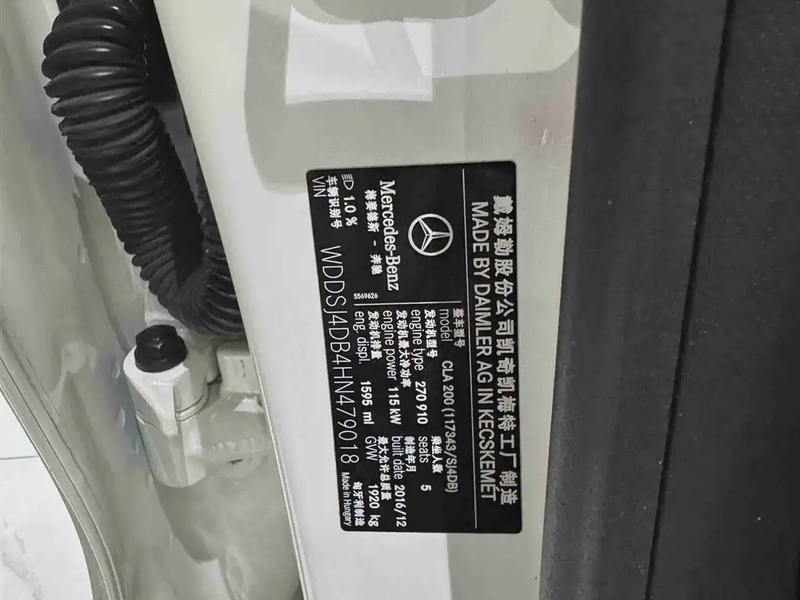 戴姆勒股份公司凯奇凯梅特工厂制造
MADE BY DAIMLER AG IN KECSKEMET
整车型号
model CLA 200 (117343/SJ4DB)
发动机型号 乘坐人数
engine type 270 910 seats 5
发动机最大净功率 制造年月
engine power 115 kW built date 2016/12
发动机排量 最大允许总质量
eng. displ. 1595 ml GVW 1920 kg
Mercedes-Benz
梅赛德斯 - 奔驰
5569626
1.0 %
车辆识别号
VIN WDDSJ4DB4HN479018
匈牙利制造
Made in Hungary